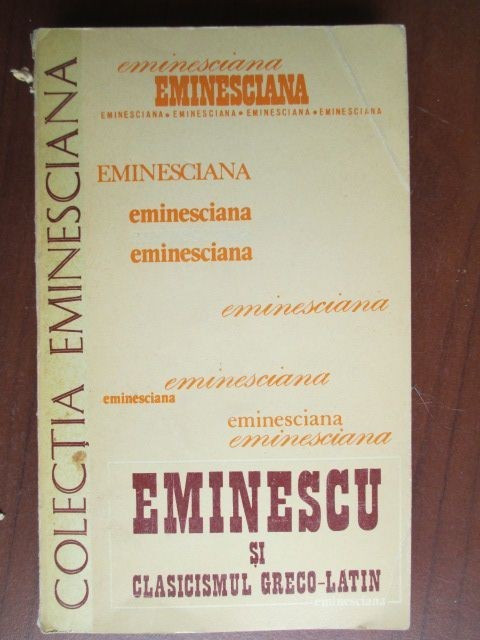 COLECȚIA EMINESCIANA
eminesciana
EMINESCIANA
EMINESCIANA • EMINESCIANA • EMINESCIANA • EMINESCIANA
EMINESCIANA
eminesciana
eminesciana
eminesciana
eminesciana
eminesciana
eminesciana
eminesciana
EMINESCU
ȘI
CLASICISMUL GRECO-LATIN
eminesciana